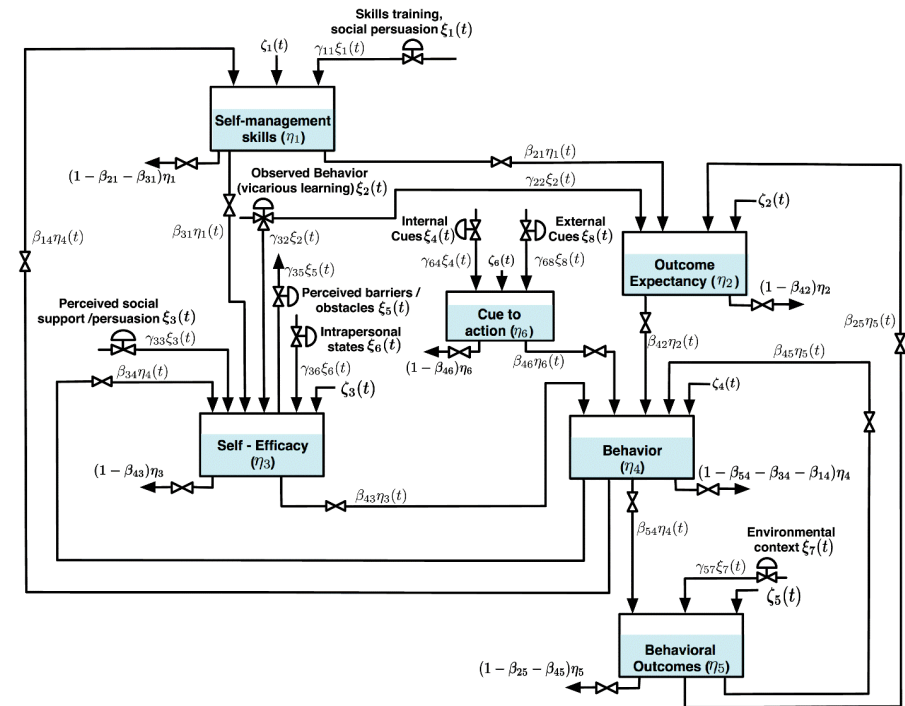 Skills training,
social persuasion ξ₁(t)
ζ₁(t)
γ₁₁ξ₁(t)
Self-management
skills (η₁)
β₂₁η₁(t)
(1 − β₂₁ − β₃₁)η₁
Observed Behavior
(vicarious learning) ξ₂(t)
γ₂₂ξ₂(t)
ζ₂(t)
β₃₁η₁(t)
γ₃₂ξ₂(t)
β₁₄η₄(t)
Internal
Cues ξ₄(t)
External
Cues ξ₈(t)
γ₆₄ξ₄(t)
ζ₆(t)
γ₆₈ξ₈(t)
Outcome
Expectancy (η₂)
(1 − β₄₂)η₂
γ₃₅ξ₅(t)
Perceived barriers /
obstacles ξ₅(t)
Perceived social
support /persuasion ξ₃(t)
γ₃₃ξ₃(t)
Intrapersonal
states ξ₆(t)
Cue to
action (η₆)
(1 − β₄₆)η₆
β₄₆η₆(t)
β₄₂η₂(t)
β₂₅η₅(t)
β₄₅η₅(t)
β₃₄η₄(t)
γ₃₆ξ₆(t)
ζ₃(t)
ζ₄(t)
Self - Efficacy
(η₃)
Behavior
(η₄)
(1 − β₄₃)η₃
β₄₃η₃(t)
(1 − β₅₄ − β₃₄ − β₁₄)η₄
β₅₄η₄(t)
Environmental
context ξ₇(t)
γ₅₇ξ₇(t)
ζ₅(t)
Behavioral
Outcomes (η₅)
(1 − β₂₅ − β₄₅)η₅